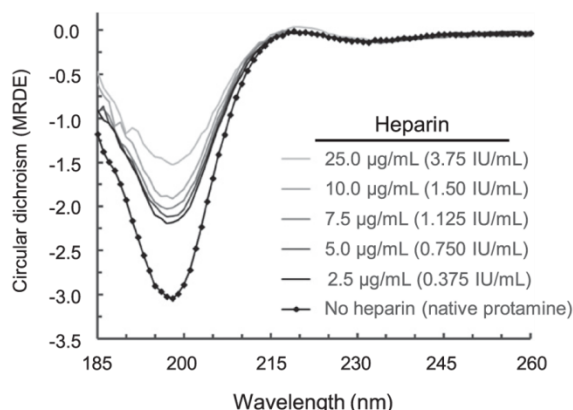 0.0
-0.5
-1.0
-1.5
-2.0
-2.5
-3.0
-3.5
Circular dichroism (MRDE)
Heparin
25.0 µg/mL (3.75 IU/mL)
10.0 µg/mL (1.50 IU/mL)
7.5 µg/mL (1.125 IU/mL)
5.0 µg/mL (0.750 IU/mL)
2.5 µg/mL (0.375 IU/mL)
No heparin (native protamine)
185 200 215 230 245 260
Wavelength (nm)